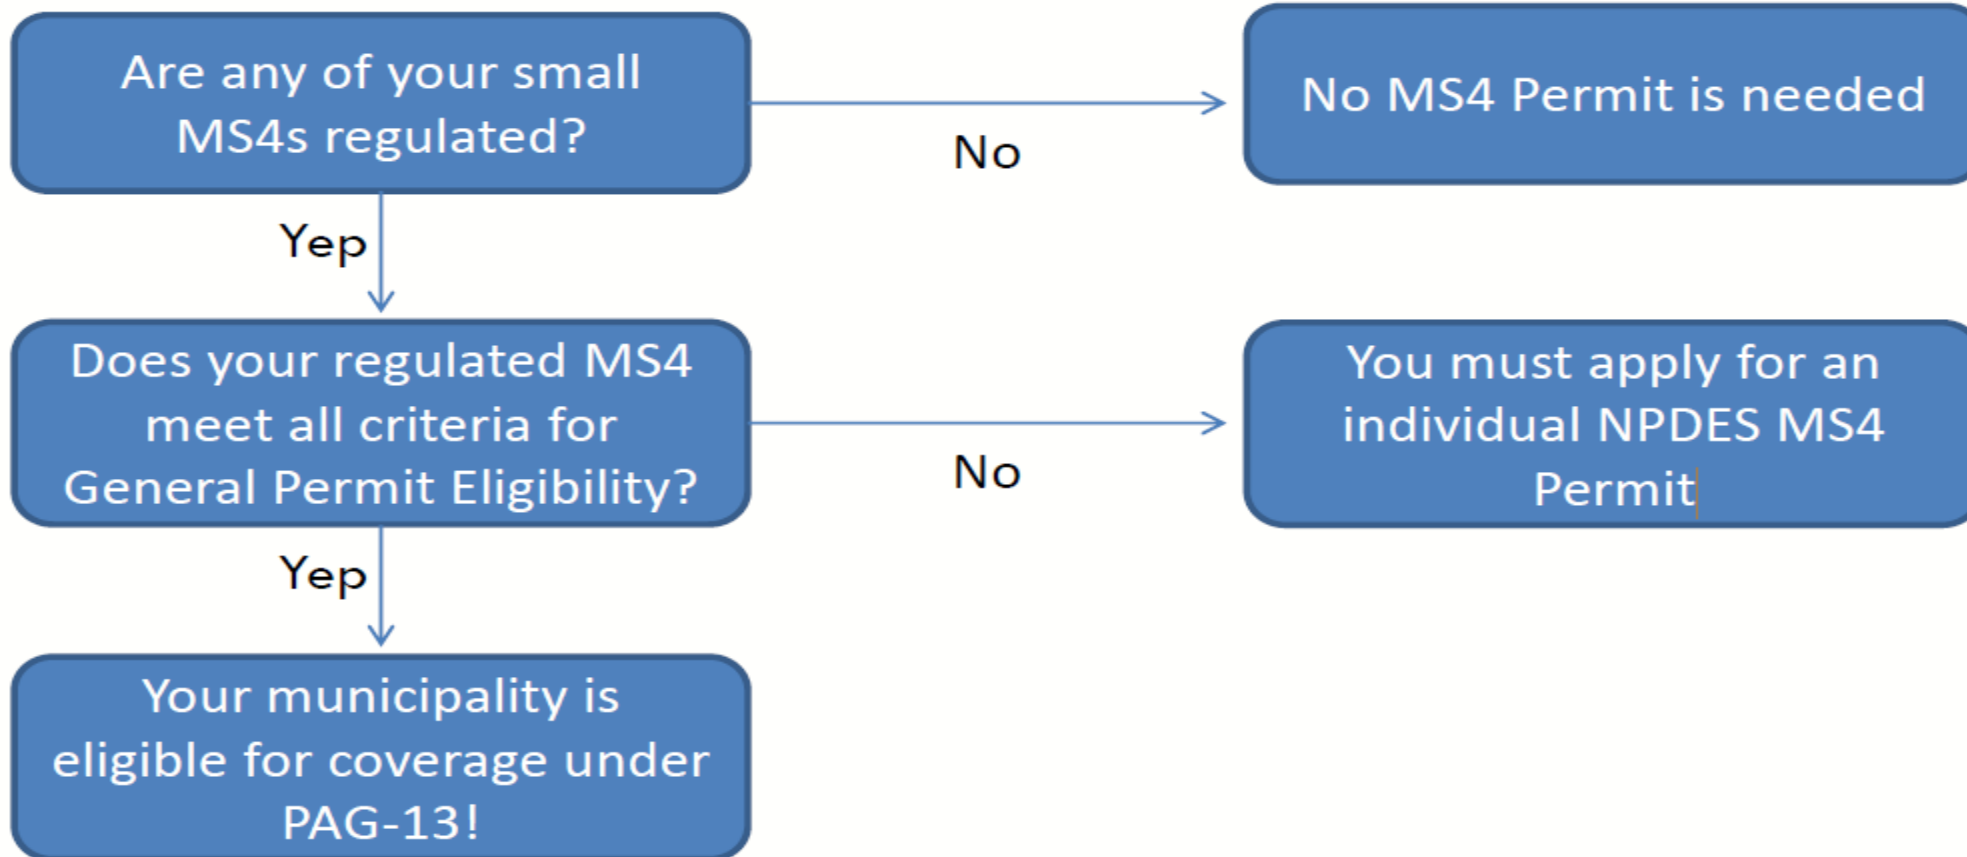 Are any of your small
MS4s regulated?
No
No MS4 Permit is needed
Yep
Does your regulated MS4
meet all criteria for
General Permit Eligibility?
No
You must apply for an
individual NPDES MS4
Permit
Yep
Your municipality is
eligible for coverage under
PAG-13!